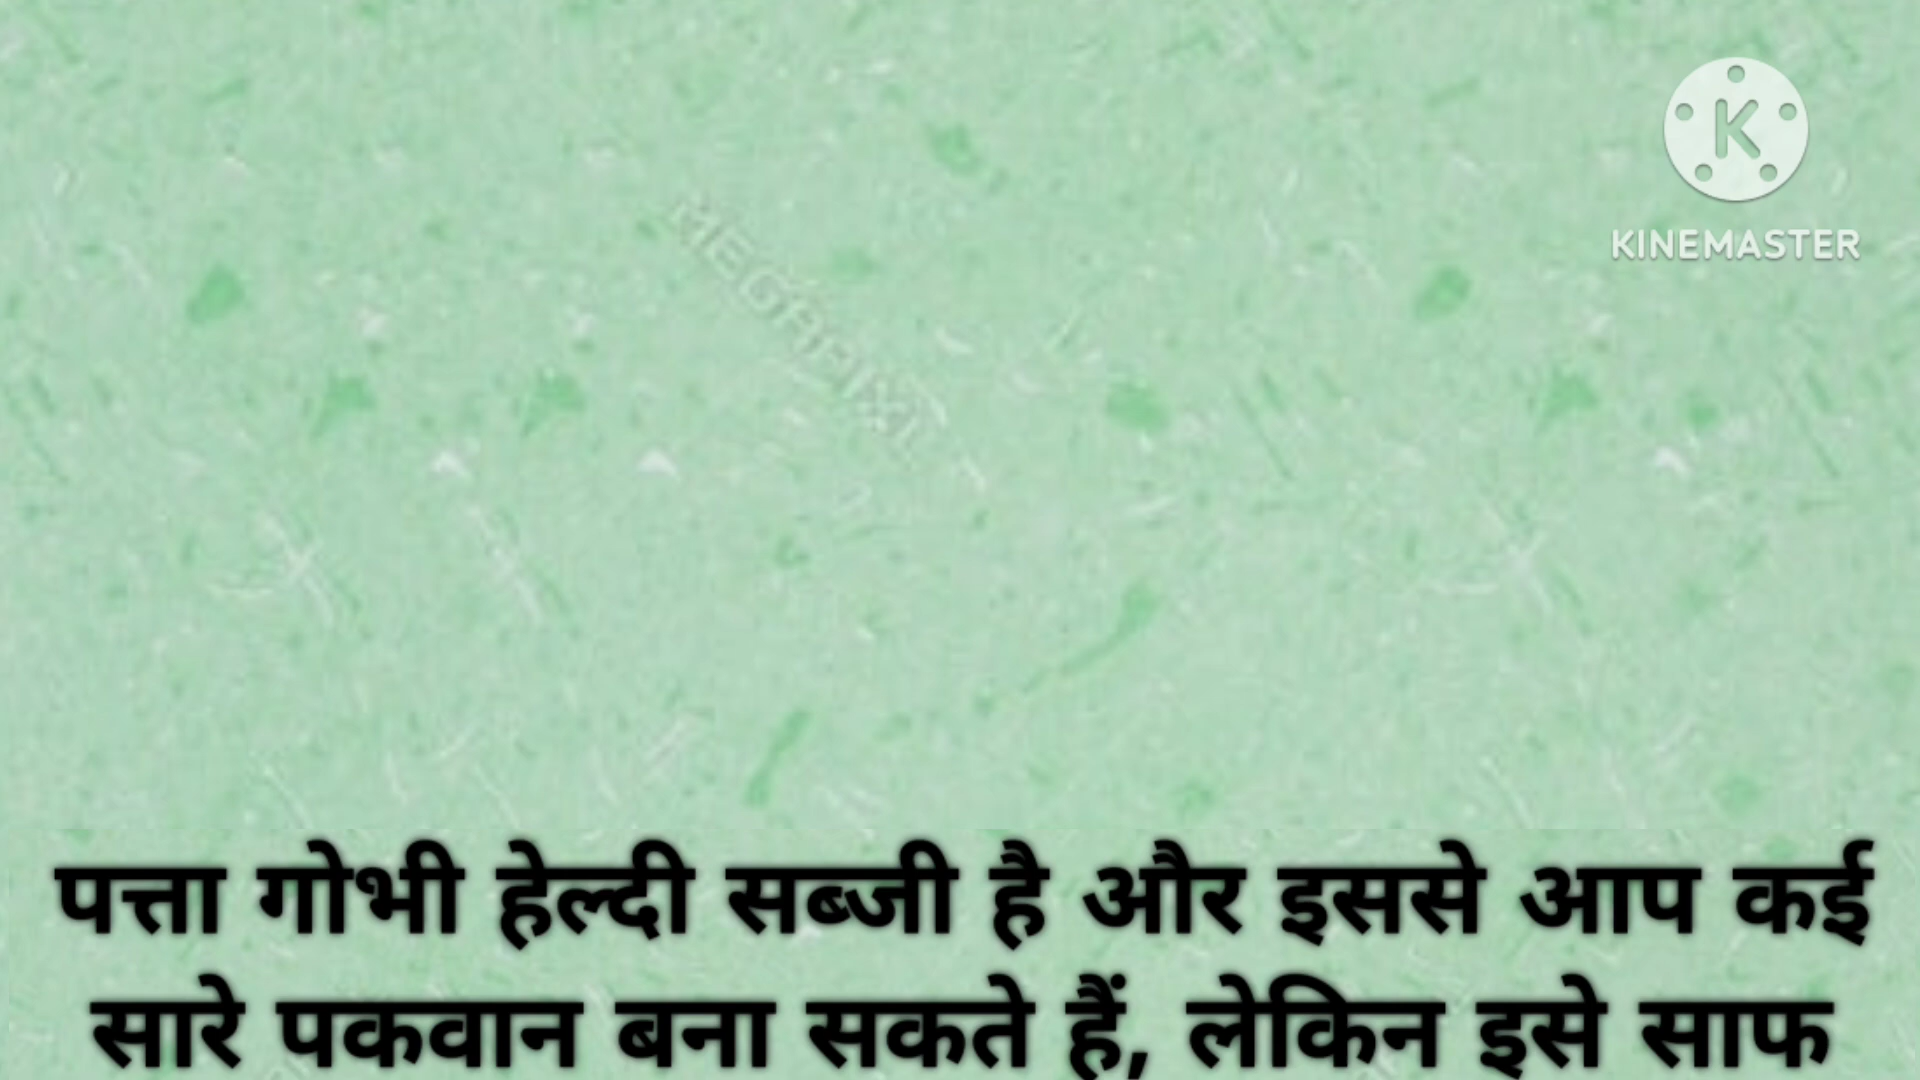 KINEMASTER
पत्ता गोभी हेल्दी सब्जी है और इससे आप कई
सारे पकवान बना सकते हैं, लेकिन इसे साफ